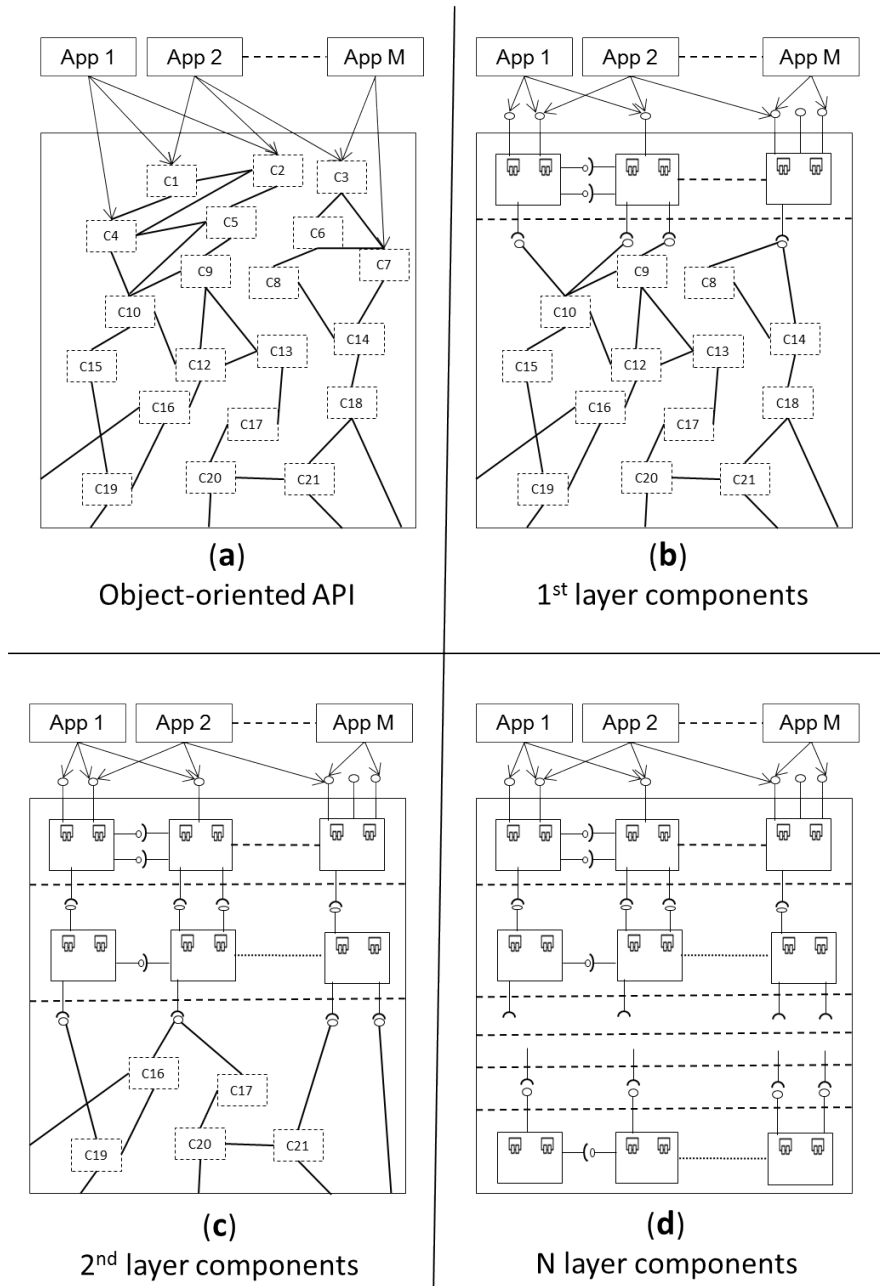 App 1 App 2 App M
C1 C2 C3
C4 C5 C6 C7
C9 C8
C10
C15 C12 C13 C14
C16 C17 C18
C19 C20 C21
(a)
Object-oriented API
App 1 App 2 App M
C9 C8
C10
C15 C12 C13 C14
C16 C17 C18
C19 C20 C21
(b)
1st layer components
App 1 App 2 App M
C16 C17
C19 C20 C21
(c)
2nd layer components
App 1 App 2 App M
(d)
N layer components